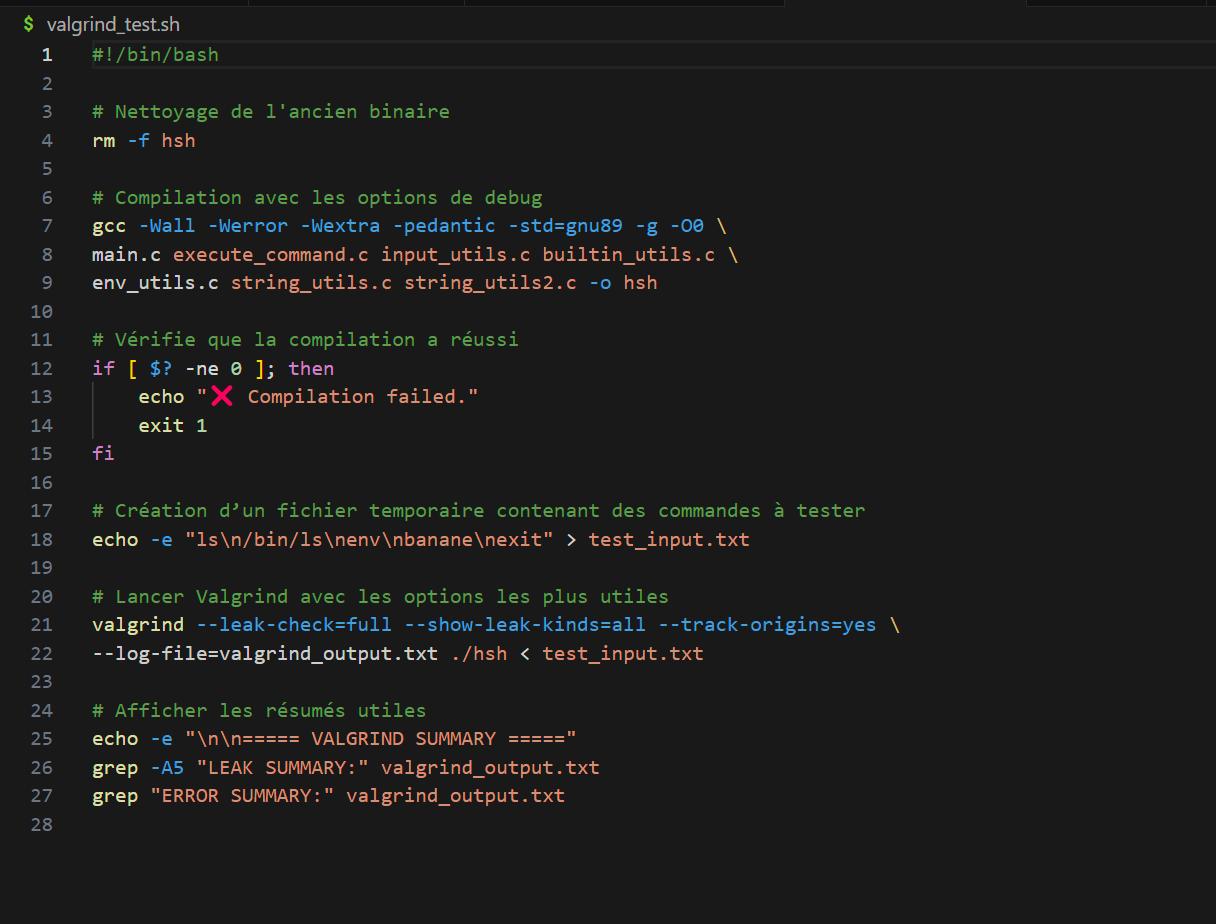 $ valgrind_test.sh
1 #!/bin/bash
2
3 # Nettoyage de l'ancien binaire
4 rm -f hsh
5
6 # Compilation avec les options de debug
7 gcc -Wall -Werror -Wextra -pedantic -std=gnu89 -g -O0 \
8 main.c execute_command.c input_utils.c builtin_utils.c \
9 env_utils.c string_utils.c string_utils2.c -o hsh
10
11 # Vérifie que la compilation a réussi
12 if [ $? -ne 0 ]; then
13     echo "❌ Compilation failed."
14     exit 1
15 fi
16
17 # Création d’un fichier temporaire contenant des commandes à tester
18 echo -e "ls\n/bin/ls\nenv\nbanane\nexit" > test_input.txt
19
20 # Lancer Valgrind avec les options les plus utiles
21 valgrind --leak-check=full --show-leak-kinds=all --track-origins=yes \
22 --log-file=valgrind_output.txt ./hsh < test_input.txt
23
24 # Afficher les résumés utiles
25 echo -e "\n\n===== VALGRIND SUMMARY ====="
26 grep -A5 "LEAK SUMMARY:" valgrind_output.txt
27 grep "ERROR SUMMARY:" valgrind_output.txt
28